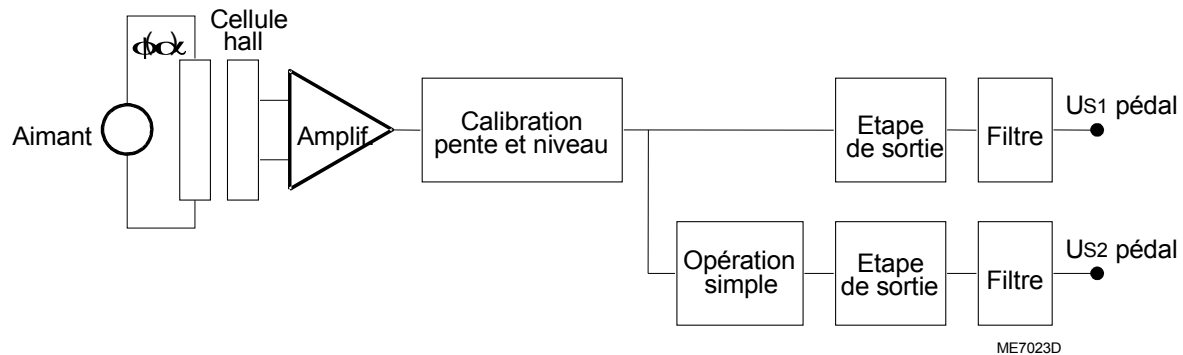 Cellule
hall
ϕ(α)
Aimant
Amplif.
Calibration
pente et niveau
Etape
de sortie
Filtre
US1 pédal
Opération
simple
Etape
de sortie
Filtre
US2 pédal
ME7023D